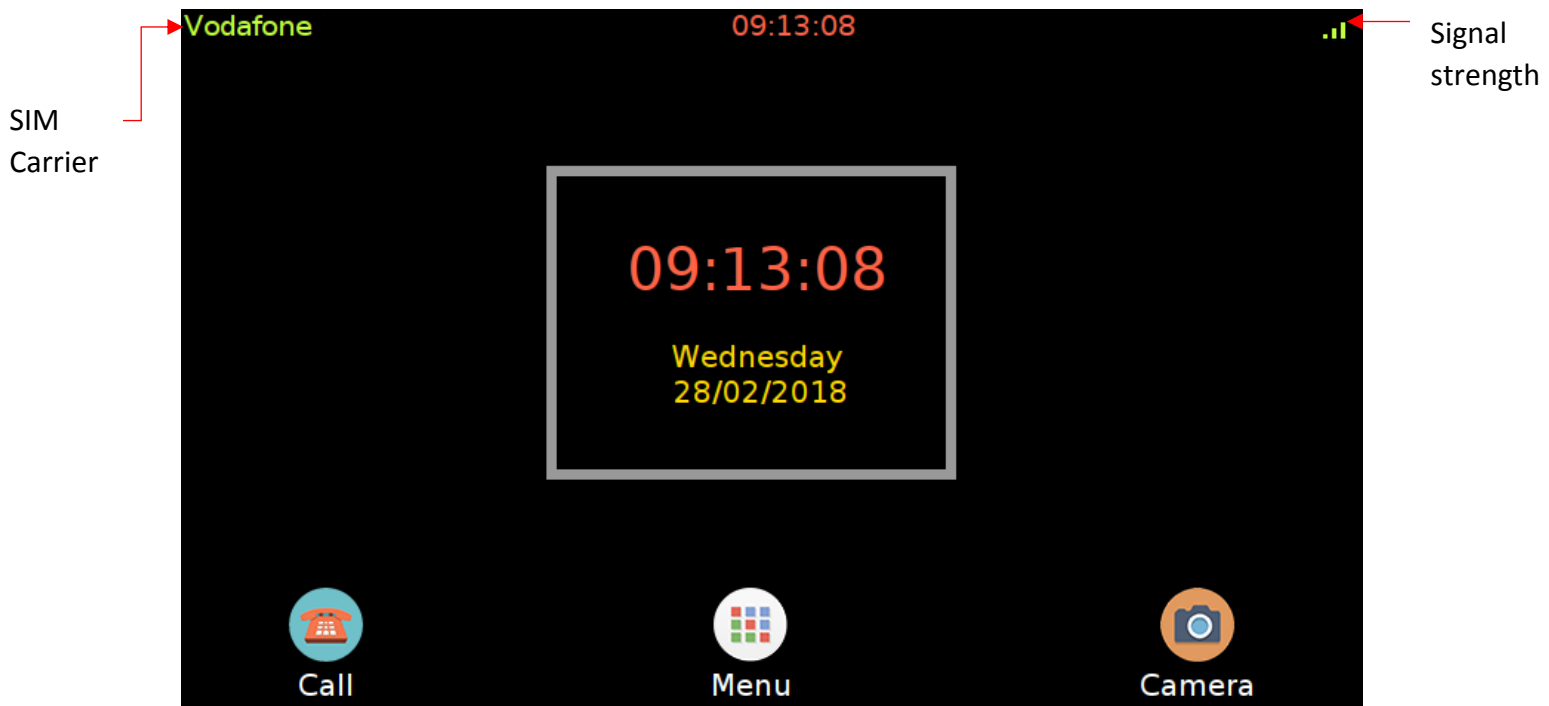 Vodafone
09:13:08
Signal
strength
SIM
Carrier
09:13:08
Wednesday
28/02/2018
Call
Menu
Camera